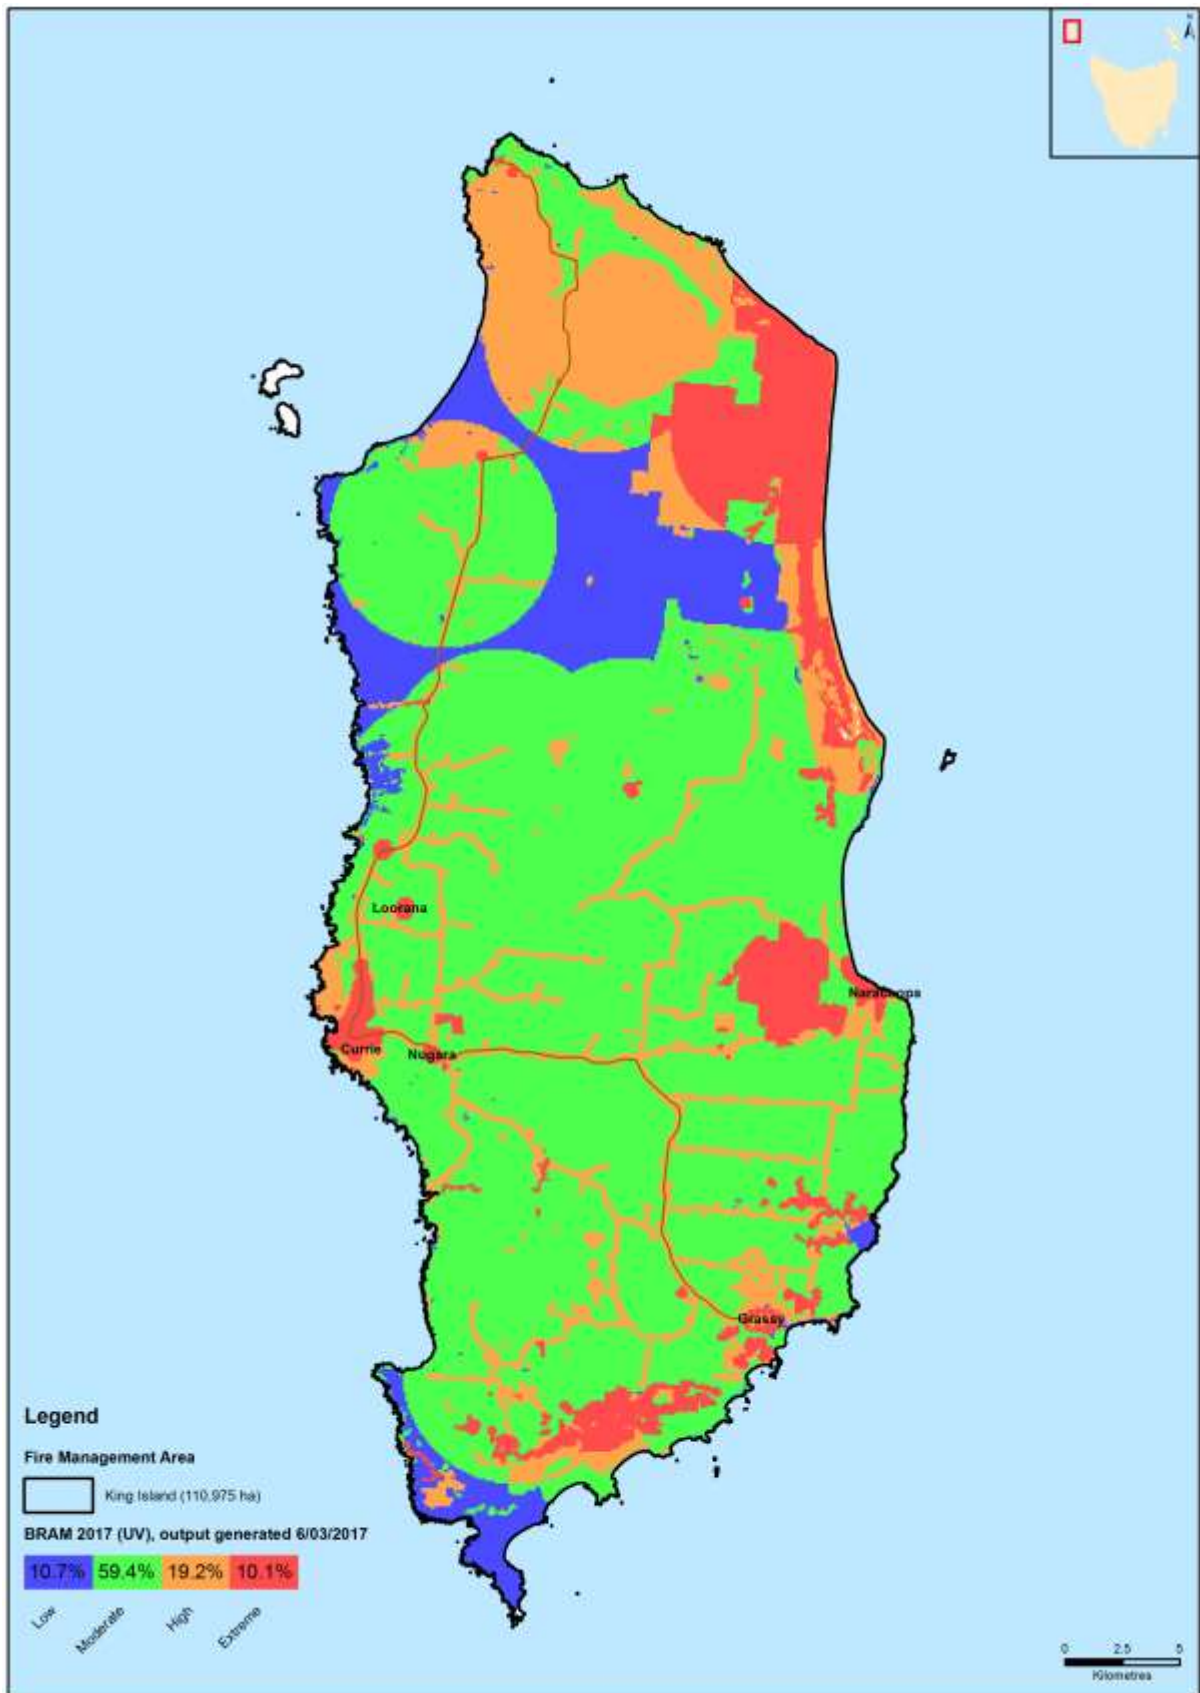 N
Loorana
Naracoopa
Currie
Nugara
Grassy
Legend
Fire Management Area
King Island (110,975 ha)
BRAM 2017 (UV), output generated 6/03/2017
10.7% 59.4% 19.2% 10.1%
Low Moderate High Extreme
0 2.5 5
Kilometres